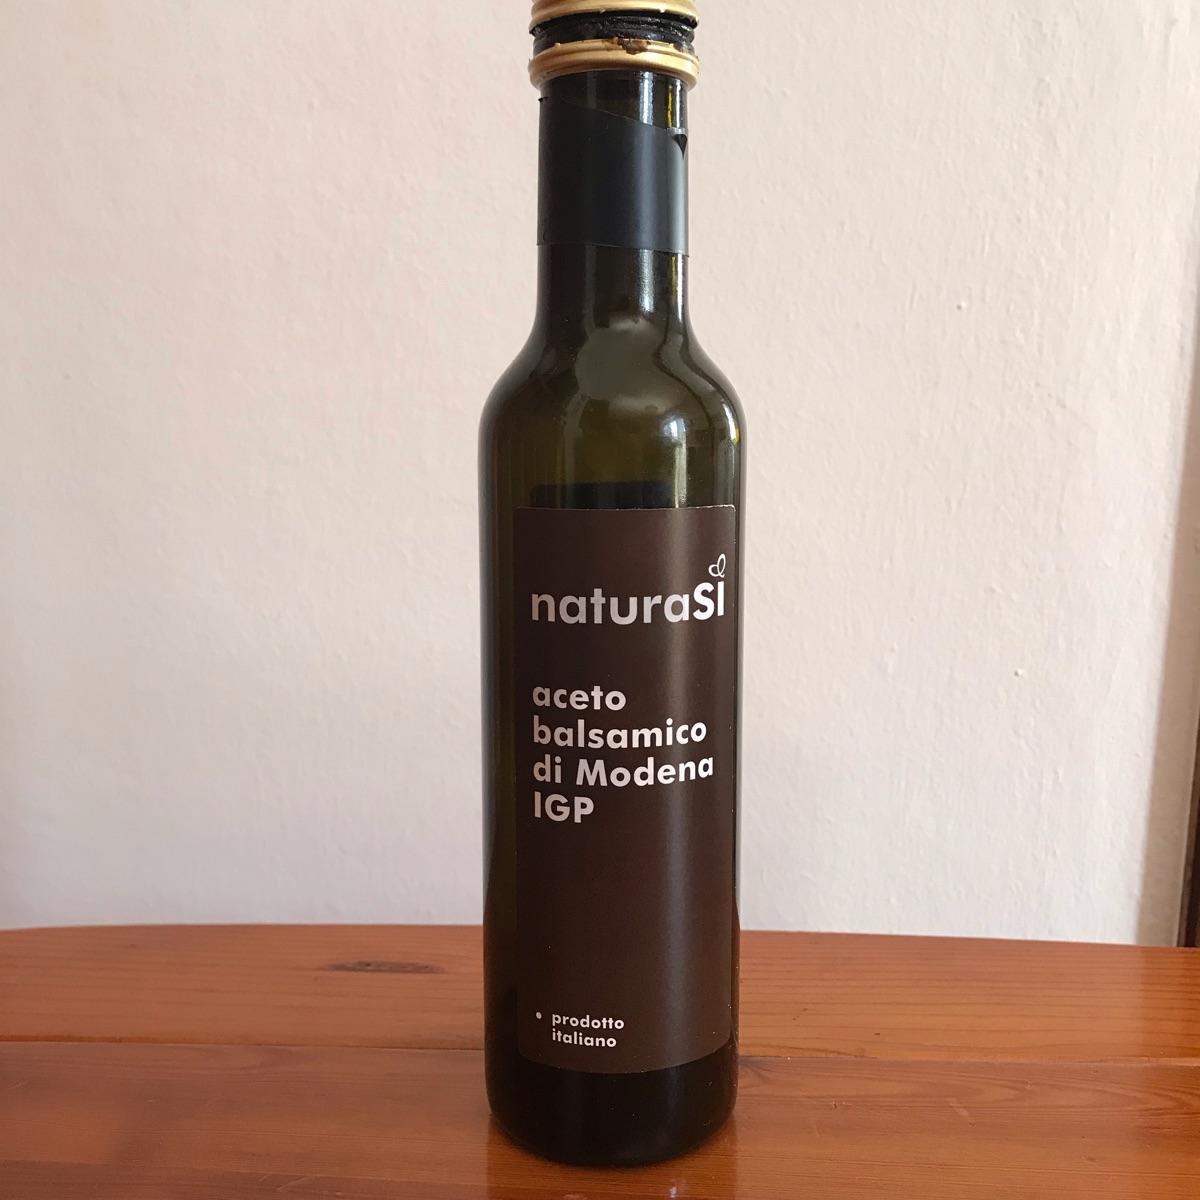 naturaSì
aceto
balsamico
di Modena
IGP
• prodotto
italiano